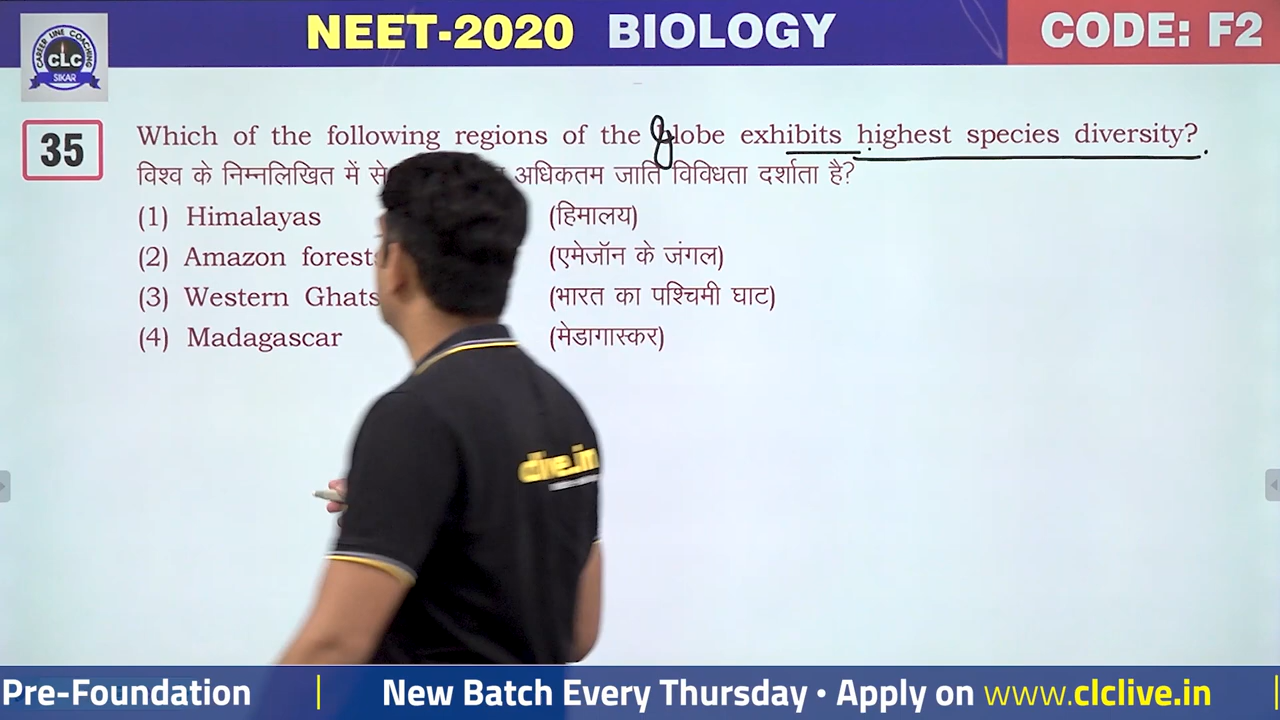 NEET-2020 BIOLOGY
CODE: F2
CAREER LINE COACHING
CLC
SIKAR
35
Which of the following regions of the globe exhibits highest species diversity?
विश्व के निम्नलिखित में से अधिकतम जाति विविधता दर्शाता है?
(1) Himalayas (हिमालय)
(2) Amazon forests (एमेजॉन के जंगल)
(3) Western Ghats (भारत का पश्चिमी घाट)
(4) Madagascar (मेडागास्कर)
clive.in
Pre-Foundation | New Batch Every Thursday • Apply on www.clclive.in |